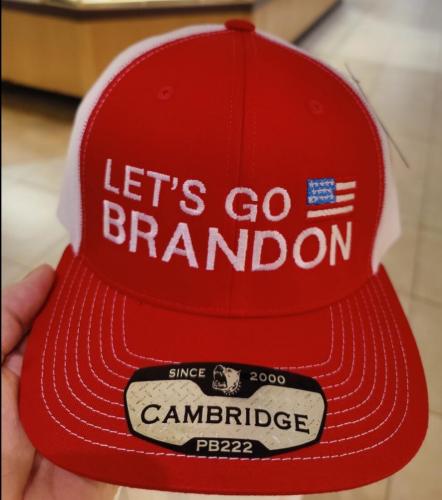 LET'S GO
BRANDON
SINCE 2000
CAMBRIDGE
PB222